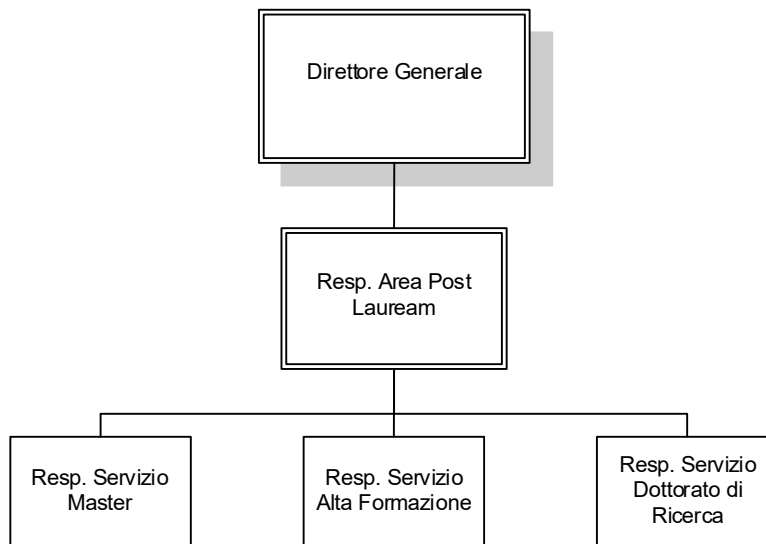 Direttore Generale
Resp. Area Post
Lauream
Resp. Servizio
Master
Resp. Servizio
Alta Formazione
Resp. Servizio
Dottorato di
Ricerca